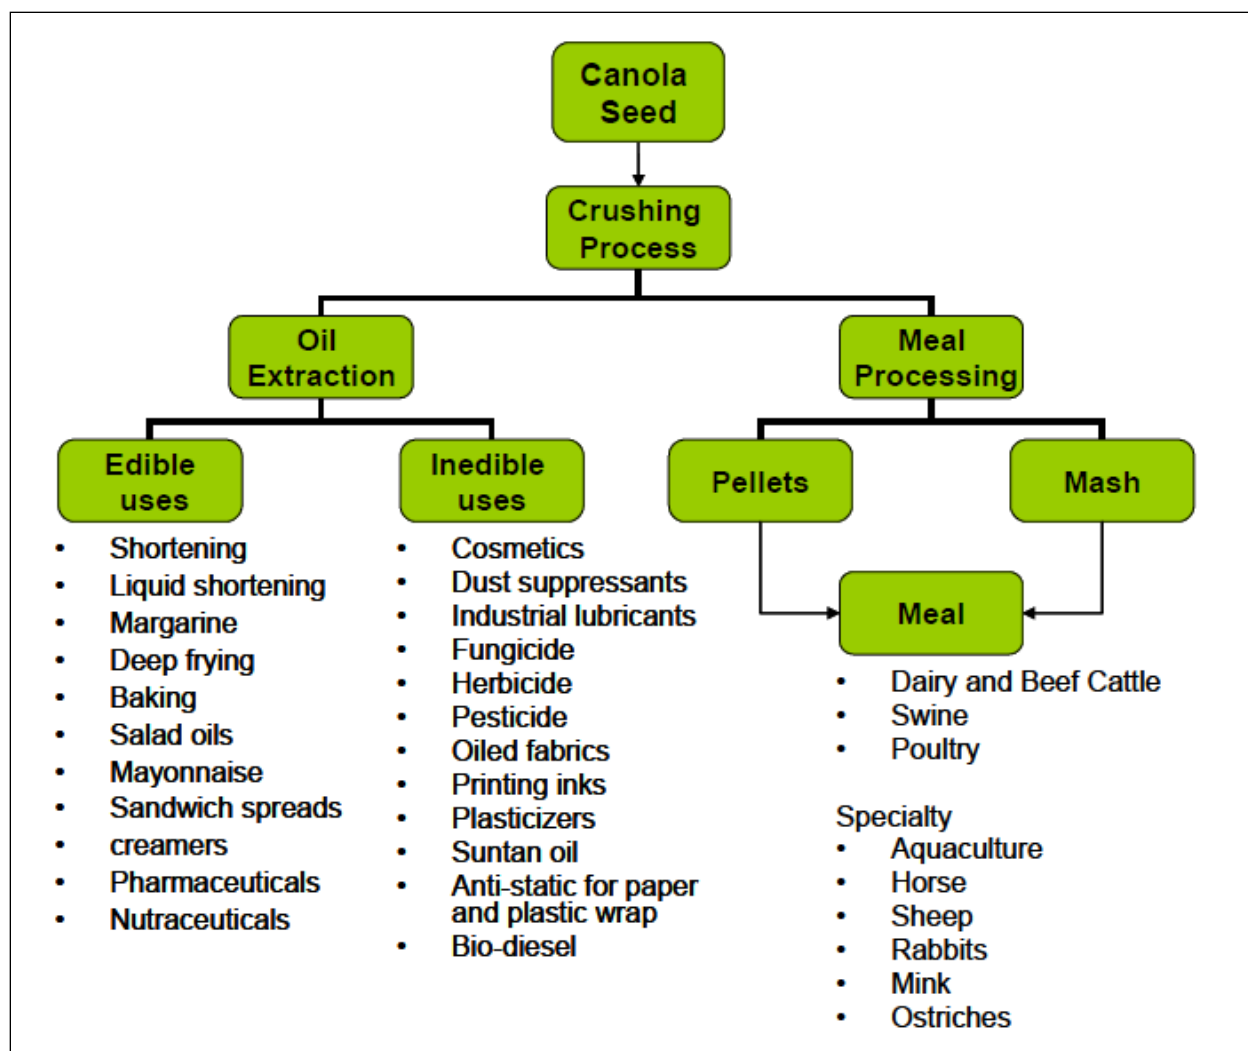 Canola
Seed
Crushing
Process
Oil
Extraction
Meal
Processing
Edible
uses
Inedible
uses
Pellets
Mash
• Shortening
• Liquid shortening
• Margarine
• Deep frying
• Baking
• Salad oils
• Mayonnaise
• Sandwich spreads
• creamers
• Pharmaceuticals
• Nutraceuticals
• Cosmetics
• Dust suppressants
• Industrial lubricants
• Fungicide
• Herbicide
• Pesticide
• Oiled fabrics
• Printing inks
• Plasticizers
• Suntan oil
• Anti-static for paper
and plastic wrap
• Bio-diesel
Meal
• Dairy and Beef Cattle
• Swine
• Poultry
Specialty
• Aquaculture
• Horse
• Sheep
• Rabbits
• Mink
• Ostriches